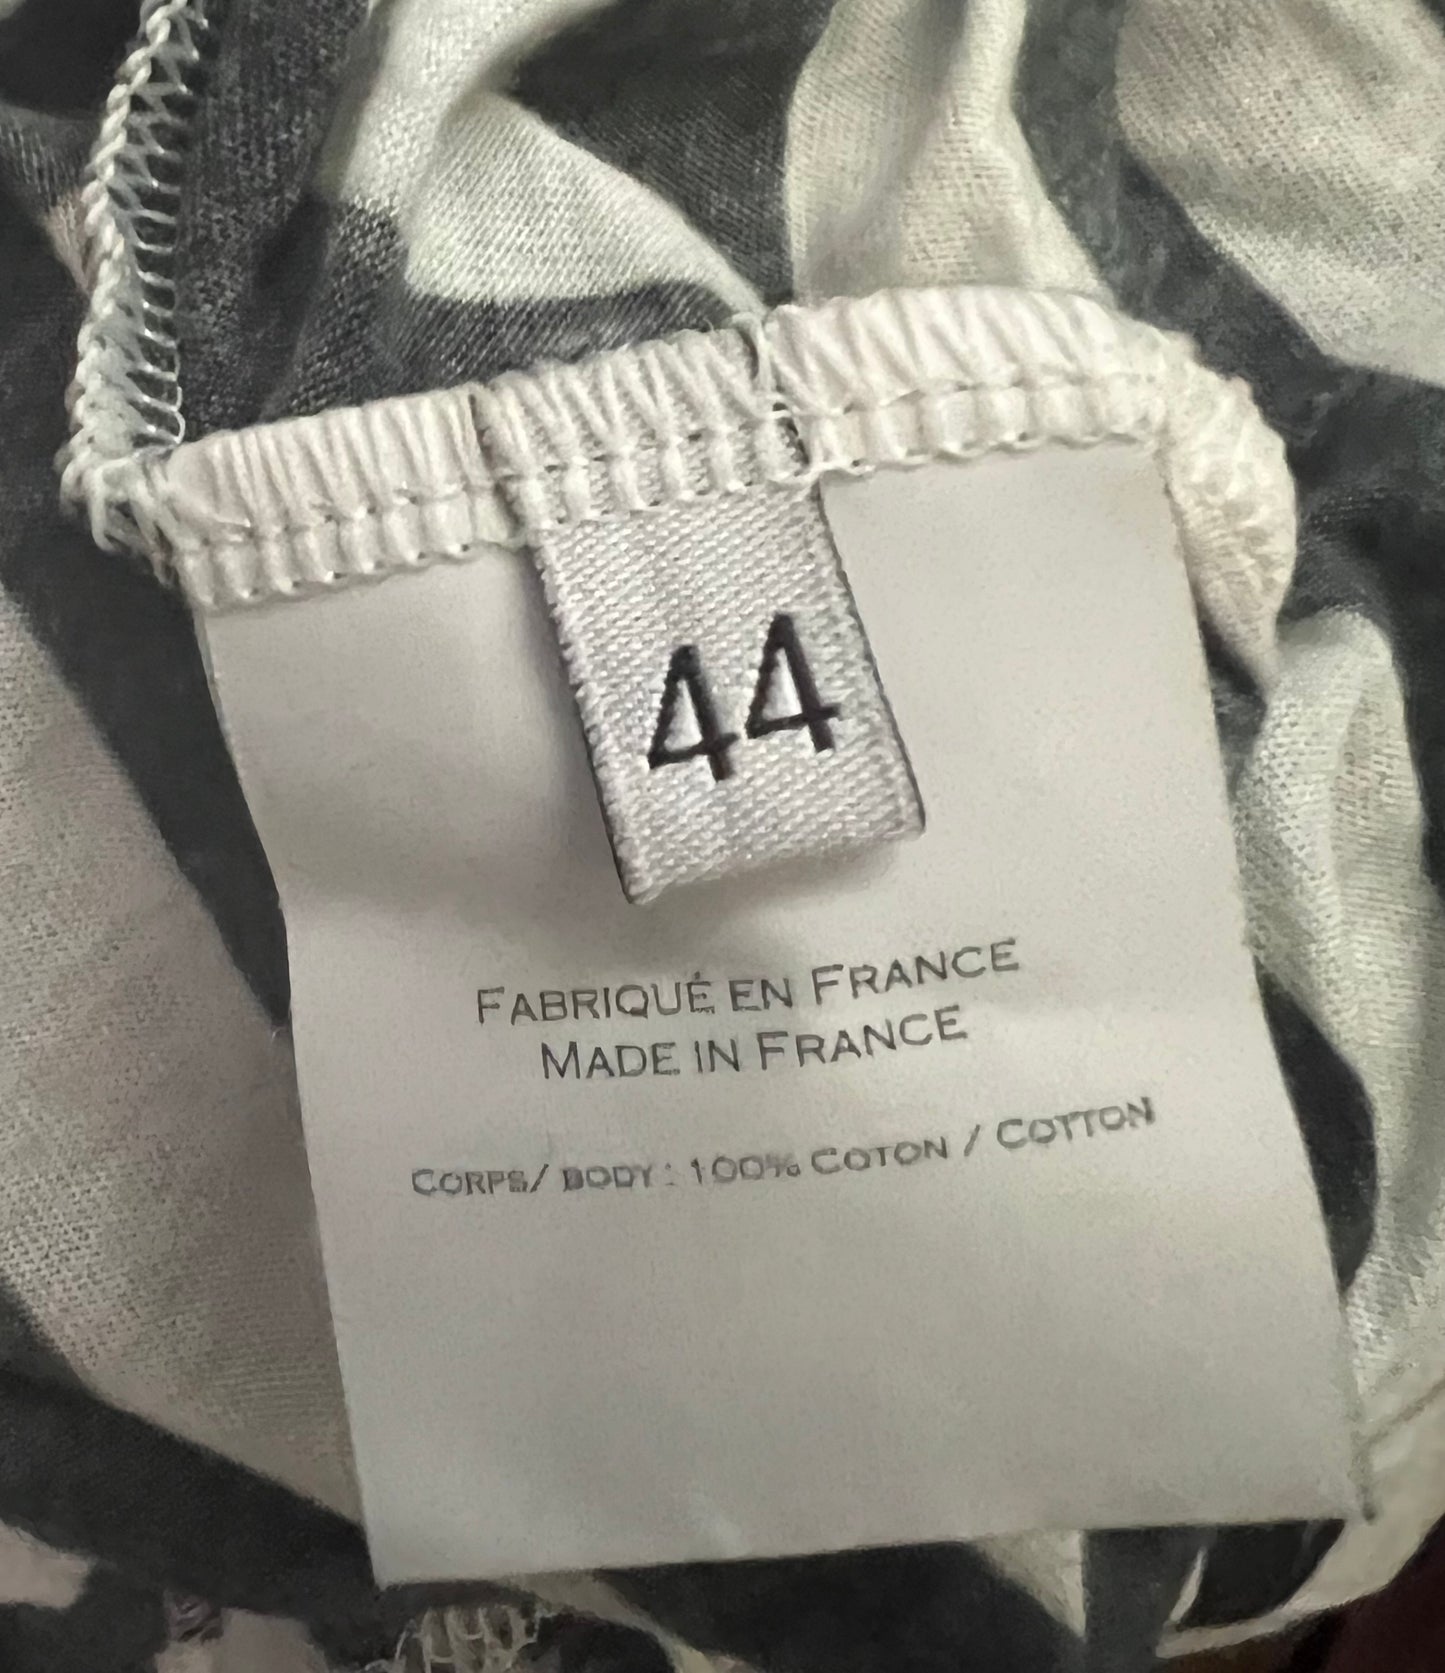 44
FABRIQUÉ EN FRANCE
MADE IN FRANCE
CORPS/ BODY : 100% COTON / COTTON